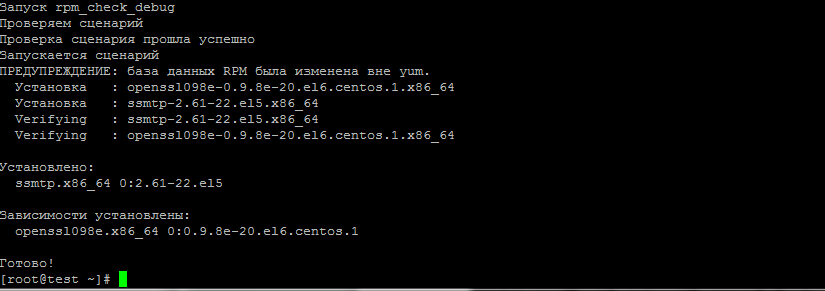 Запуск rpm_check_debug
Проверяем сценарий
Проверка сценария прошла успешно
Запускается сценарий
ПРЕДУПРЕЖДЕНИЕ: база данных RPM была изменена вне yum.
  Установка   : openssl098e-0.9.8e-20.el6.centos.1.x86_64
  Установка   : ssmtp-2.61-22.el5.x86_64
  Verifying   : ssmtp-2.61-22.el5.x86_64
  Verifying   : openssl098e-0.9.8e-20.el6.centos.1.x86_64

Установлено:
  ssmtp.x86_64 0:2.61-22.el5

Зависимости установлены:
  openssl098e.x86_64 0:0.9.8e-20.el6.centos.1

Готово!
[root@test ~]#